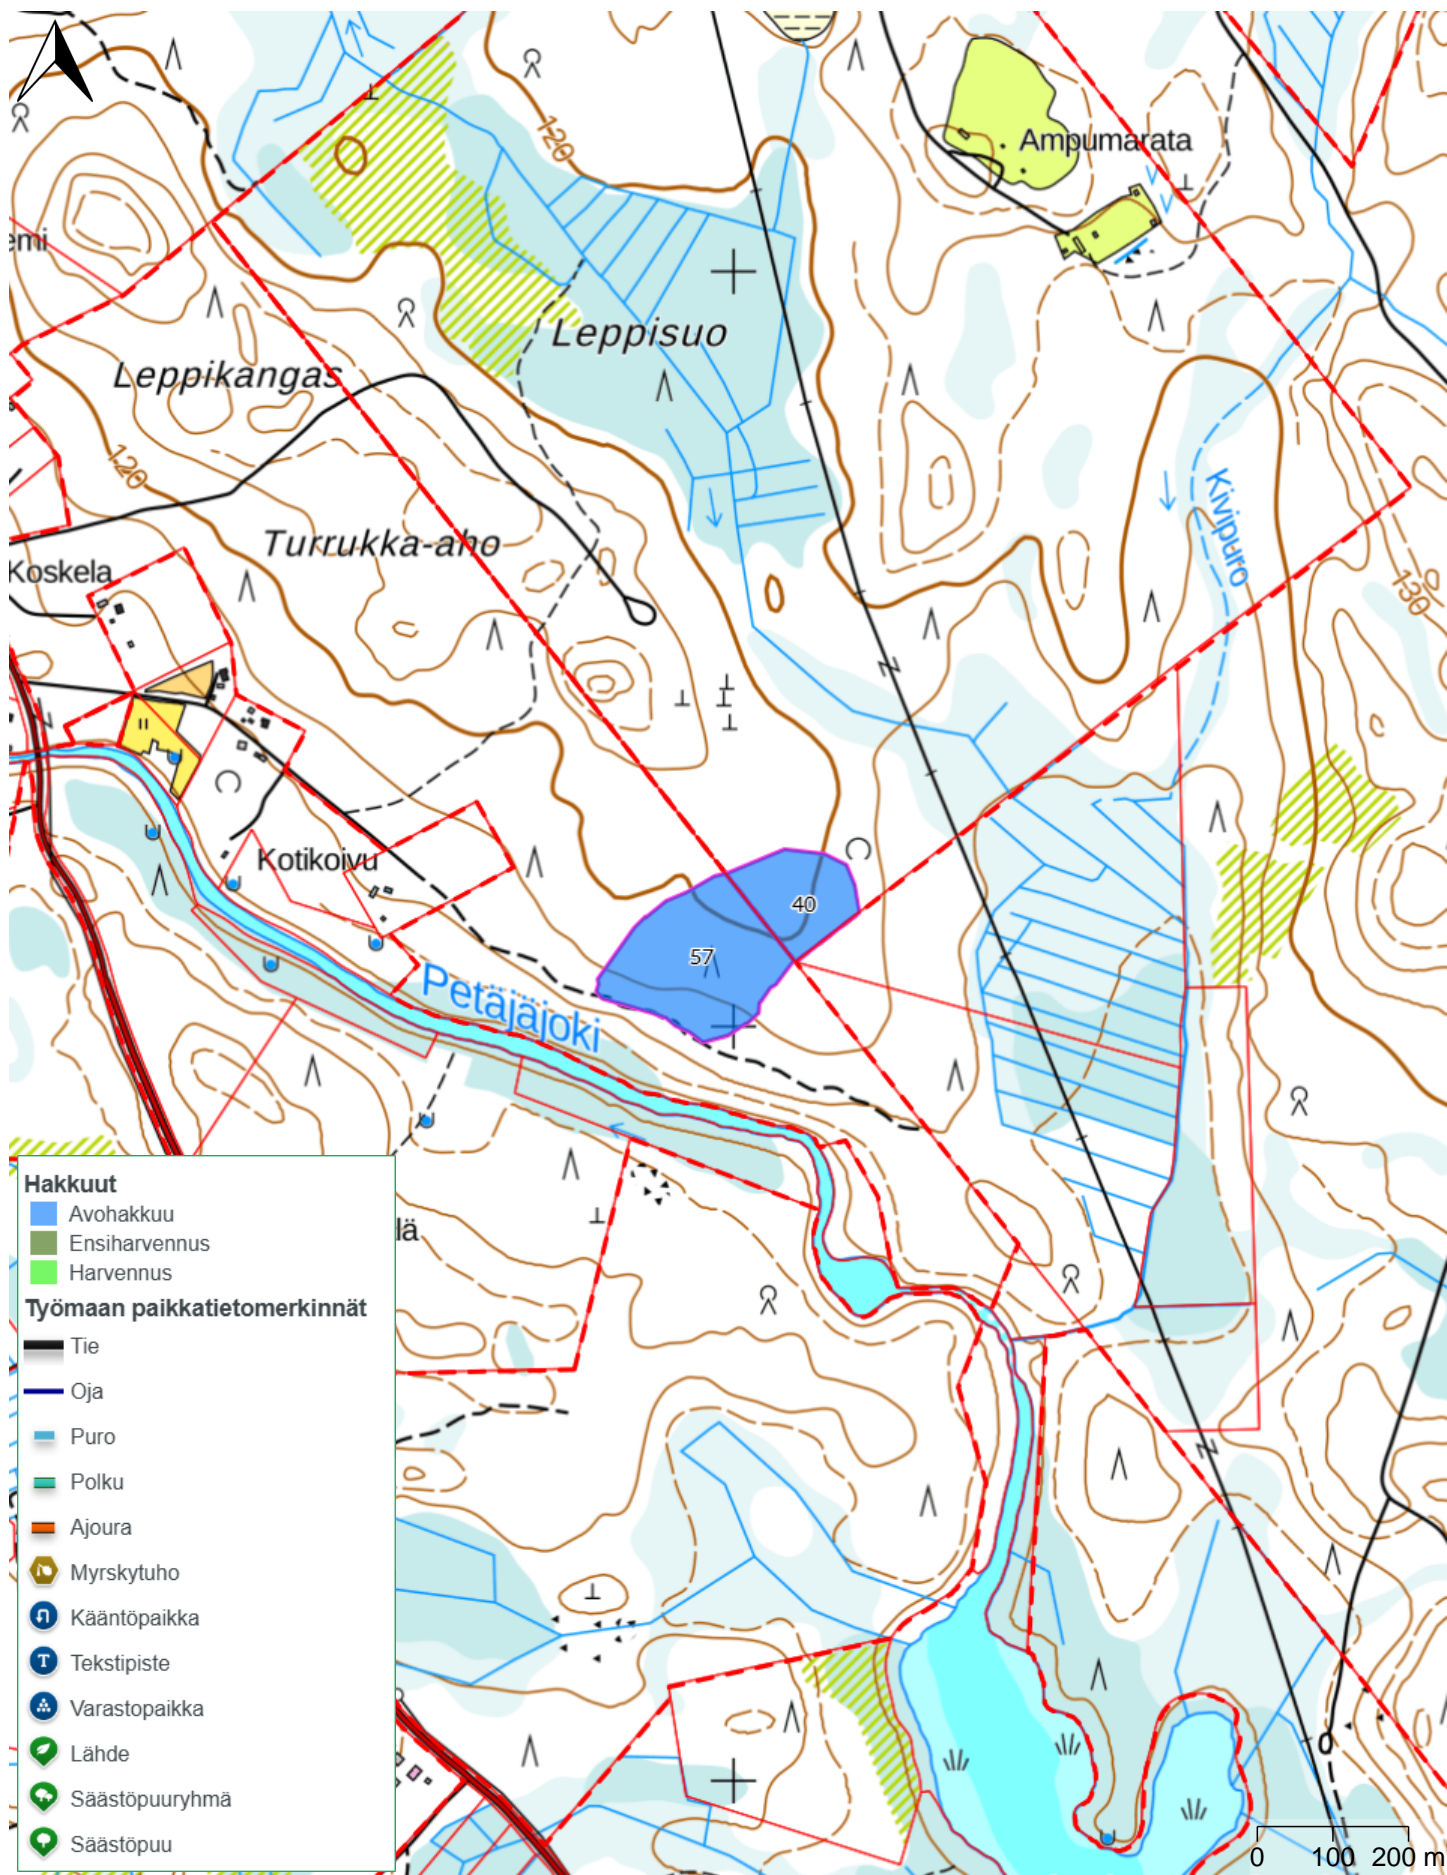 120
Ampumarata
emi
Leppisuo
Leppikangas
120
Kivipuro
Turrukka-aho
Koskela
130
Kotikoivu
40
57
Petäjäjoki
lä
Hakkuut
Avohakkuu
Ensiharvennus
Harvennus
Työmaan paikkatietomerkinnät
Tie
Oja
Puro
Polku
Ajoura
Myrskytuho
Kääntöpaikka
T Tekstipiste
Varastopaikka
Lähde
Säästöpuuryhmä
Säästöpuu
0 100 200 m